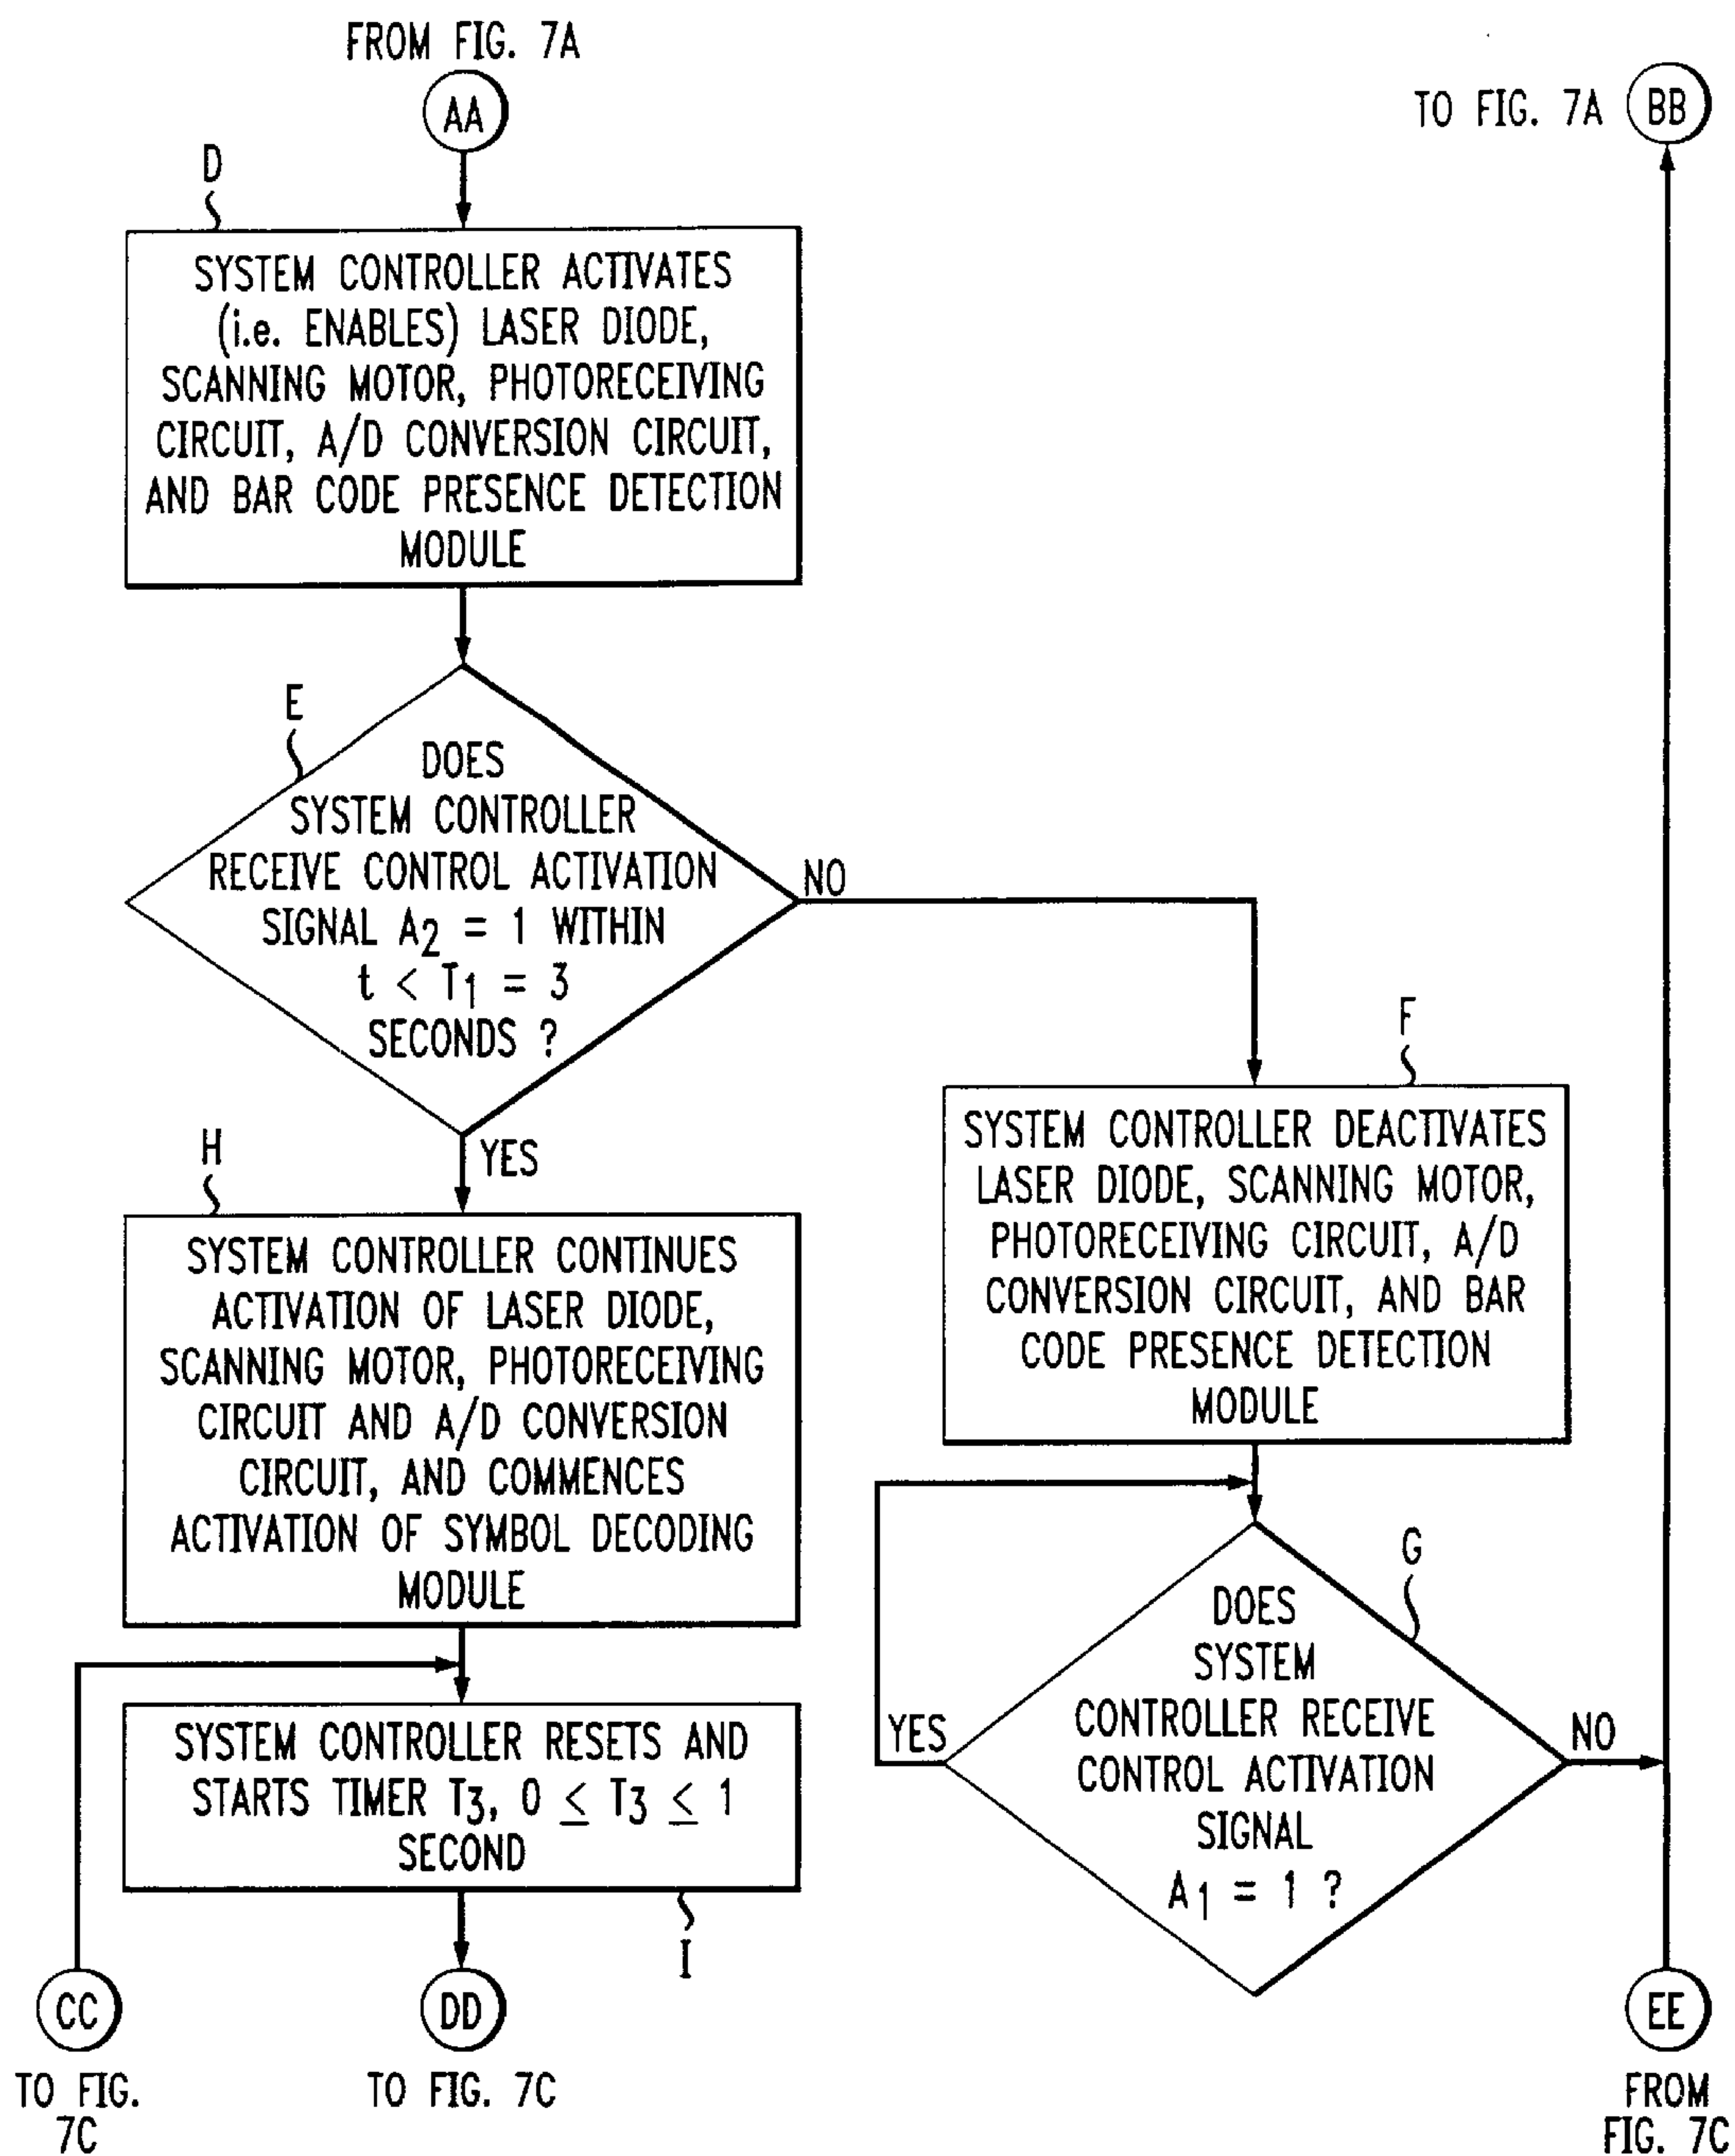 FROM FIG. 7A
AA
TO FIG. 7A
BB
D
SYSTEM CONTROLLER ACTIVATES
(i.e. ENABLES) LASER DIODE,
SCANNING MOTOR, PHOTORECEIVING
CIRCUIT, A/D CONVERSION CIRCUIT,
AND BAR CODE PRESENCE DETECTION
MODULE
E
DOES
SYSTEM CONTROLLER
RECEIVE CONTROL ACTIVATION
SIGNAL A2 = 1 WITHIN
t < T1 = 3
SECONDS ?
NO
YES
F
SYSTEM CONTROLLER DEACTIVATES
LASER DIODE, SCANNING MOTOR,
PHOTORECEIVING CIRCUIT, A/D
CONVERSION CIRCUIT, AND BAR
CODE PRESENCE DETECTION
MODULE
H
SYSTEM CONTROLLER CONTINUES
ACTIVATION OF LASER DIODE,
SCANNING MOTOR, PHOTORECEIVING
CIRCUIT AND A/D CONVERSION
CIRCUIT, AND COMMENCES
ACTIVATION OF SYMBOL DECODING
MODULE
G
DOES
SYSTEM
CONTROLLER RECEIVE
CONTROL ACTIVATION
SIGNAL
A1 = 1 ?
YES
NO
SYSTEM CONTROLLER RESETS AND
STARTS TIMER T3, 0 ≤ T3 ≤ 1
SECOND
I
CC
TO FIG.
7C
DD
TO FIG. 7C
EE
FROM
FIG. 7C